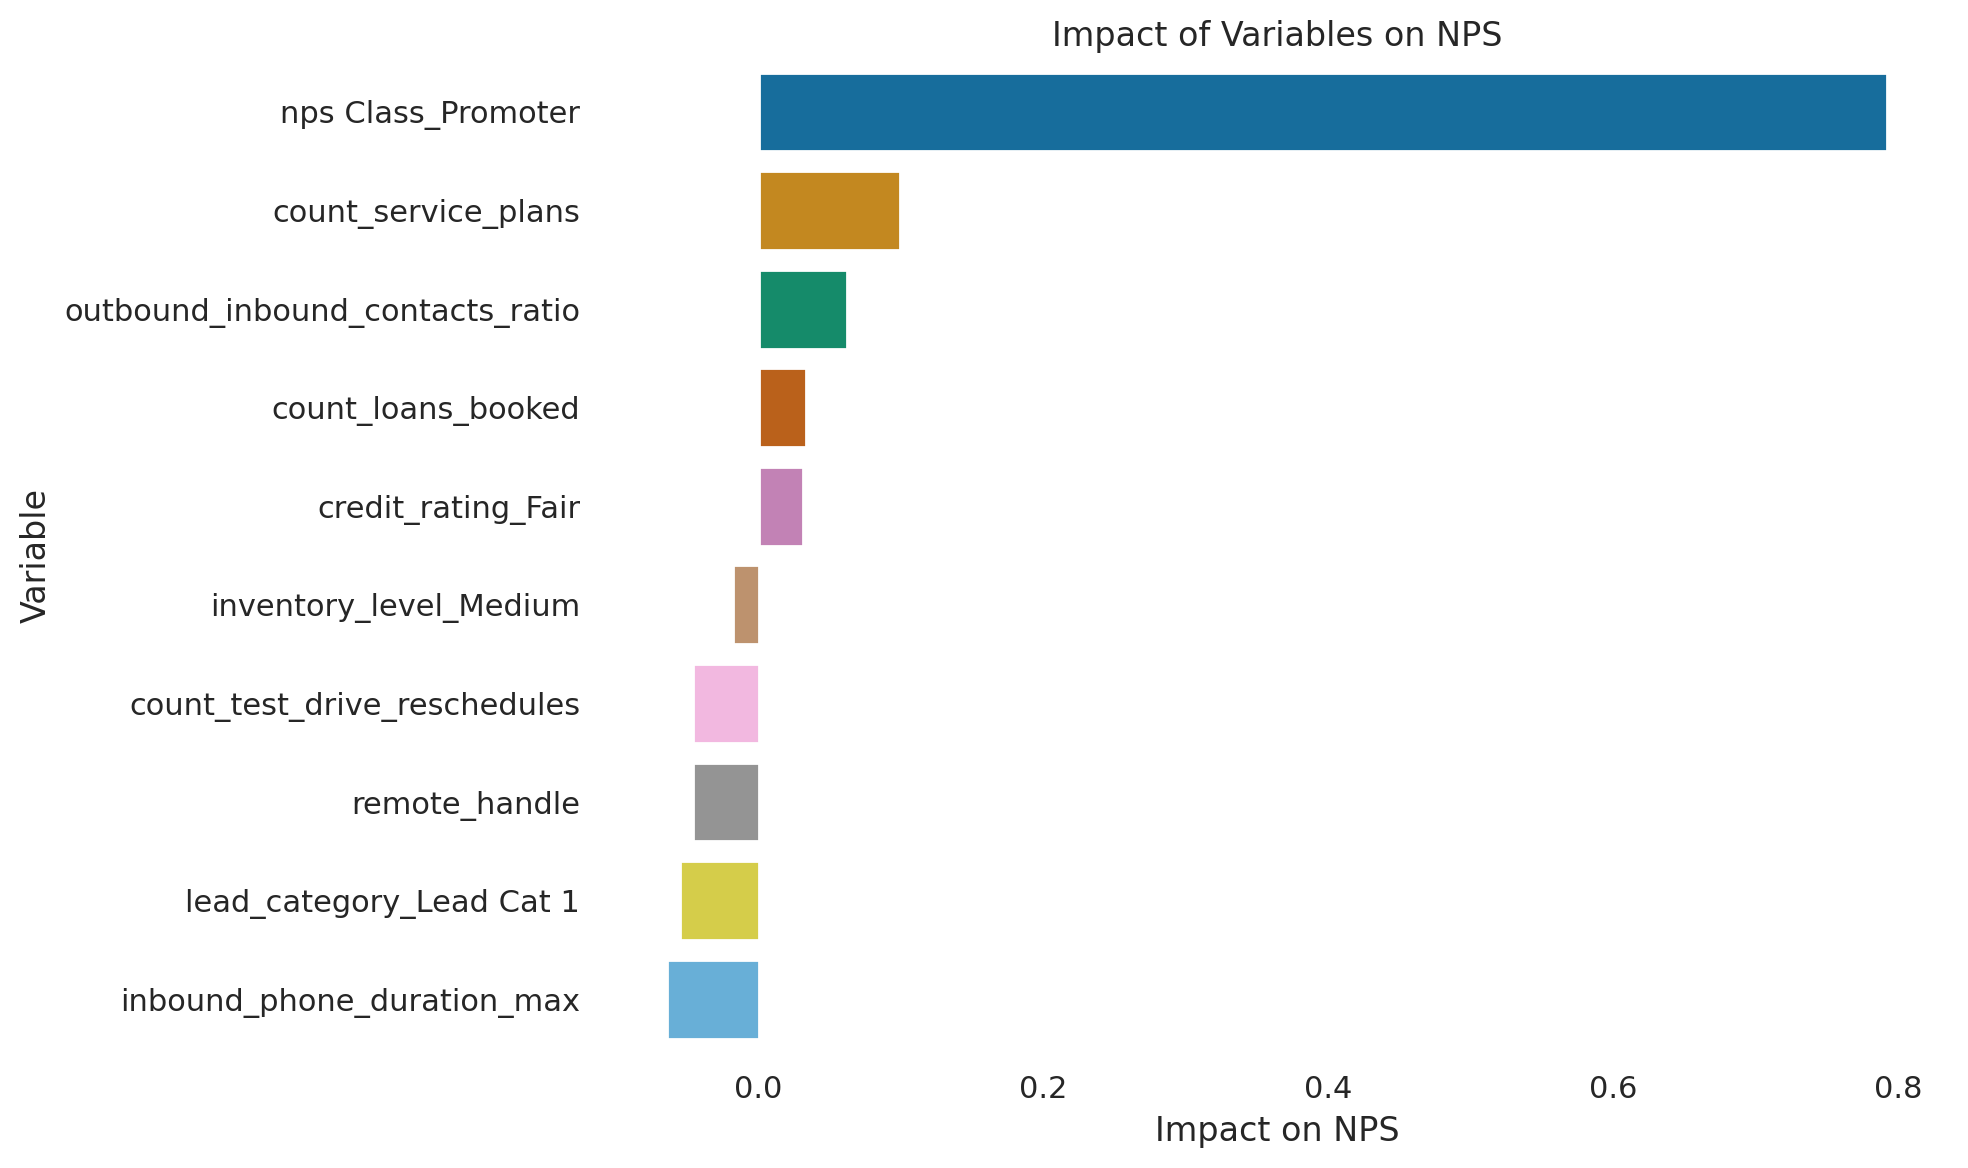 Impact of Variables on NPS
nps Class_Promoter
count_service_plans
outbound_inbound_contacts_ratio
count_loans_booked
credit_rating_Fair
inventory_level_Medium
count_test_drive_reschedules
remote_handle
lead_category_Lead Cat 1
inbound_phone_duration_max
Variable
0.0 0.2 0.4 0.6 0.8
Impact on NPS